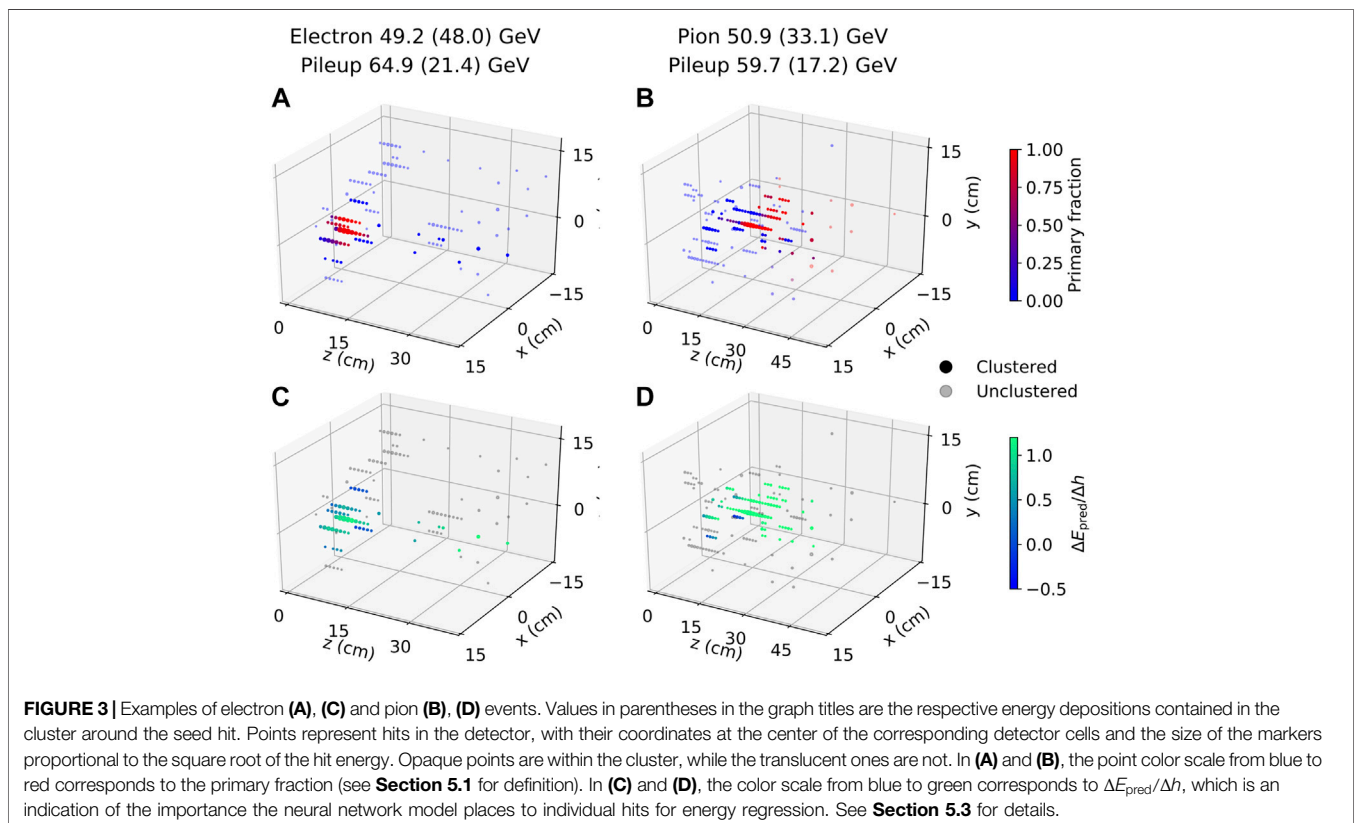 Electron 49.2 (48.0) GeV
Pileup 64.9 (21.4) GeV
Pion 50.9 (33.1) GeV
Pileup 59.7 (17.2) GeV
A
15
0
−15
0
15
z (cm)
30
15
0
x (cm)
B
15
0
y (cm)
−15
0
15
30
z (cm)
45
15
0
x (cm)
1.00
0.75
0.50
0.25
0.00
Primary fraction
Clustered
Unclustered
C
15
0
−15
0
15
z (cm)
30
15
0
x (cm)
D
15
0
y (cm)
−15
0
15
30
z (cm)
45
15
0
x (cm)
1.0
0.5
0.0
−0.5
ΔEpred/Δh
FIGURE 3 | Examples of electron (A), (C) and pion (B), (D) events. Values in parentheses in the graph titles are the respective energy depositions contained in the
cluster around the seed hit. Points represent hits in the detector, with their coordinates at the center of the corresponding detector cells and the size of the markers
proportional to the square root of the hit energy. Opaque points are within the cluster, while the translucent ones are not. In (A) and (B), the point color scale from blue to
red corresponds to the primary fraction (see Section 5.1 for definition). In (C) and (D), the color scale from blue to green corresponds to ΔEpred/Δh, which is an
indication of the importance the neural network model places to individual hits for energy regression. See Section 5.3 for details.